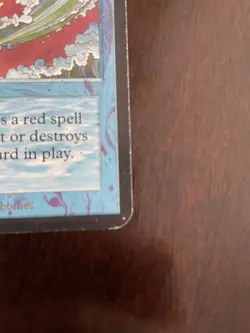 s a red spell
t or destroys
ard in play.